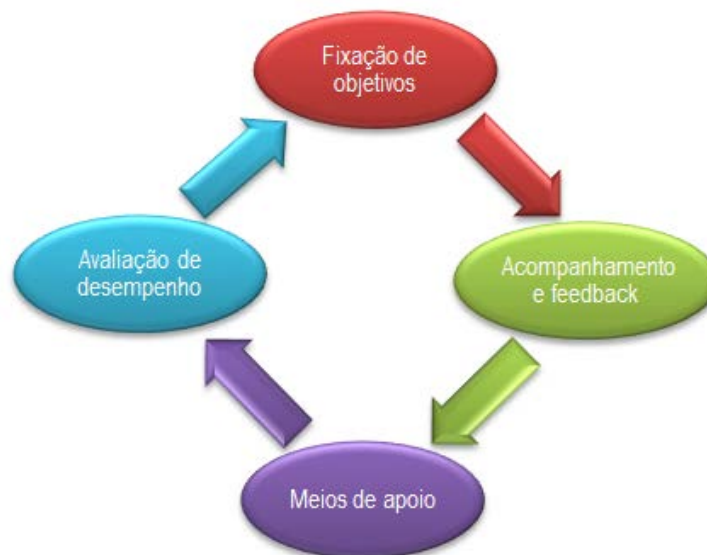 Fixação de
objetivos
Acompanhamento
e feedback
Meios de apoio
Avaliação de
desempenho